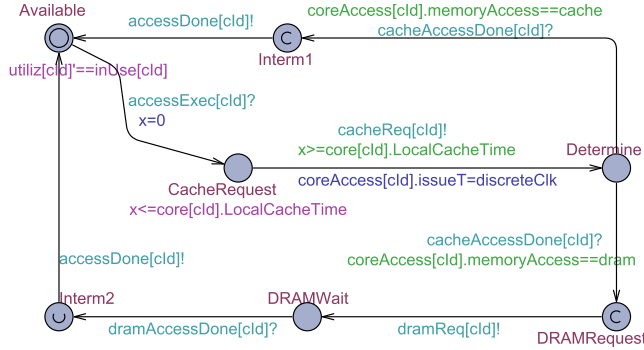 Available
accessDone[cId]!
coreAccess[cId].memoryAccess==cache
cacheAccessDone[cId]?
Interm1
utiliz[cId]'==inUse[cId]
accessExec[cId]?
x=0
cacheReq[cId]!
x>=core[cId].LocalCacheTime
Determine
CacheRequest
coreAccess[cId].issueT=discreteClk
x<=core[cId].LocalCacheTime
cacheAccessDone[cId]?
coreAccess[cId].memoryAccess==dram
accessDone[cId]!
Interm2
DRAMWait
dramAccessDone[cId]?
dramReq[cId]!
DRAMRequest
C
C
U